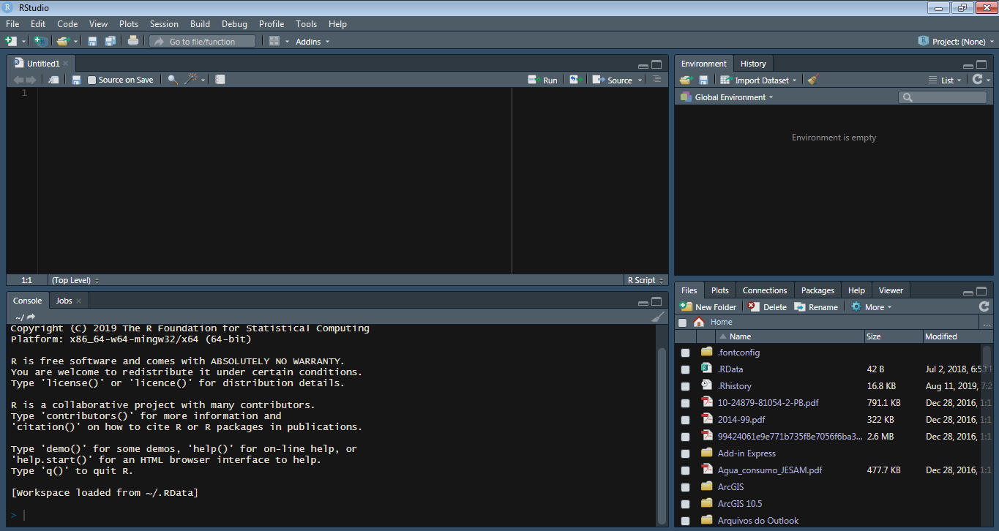 RStudio
File Edit Code View Plots Session Build Debug Profile Tools Help
Go to file/function Addins Project: (None)
Untitled1
Source on Save Run Source
1
1:1 (Top Level) R Script
Console Jobs
~/
Copyright (C) 2019 The R Foundation for Statistical Computing
Platform: x86_64-w64-mingw32/x64 (64-bit)
R is free software and comes with ABSOLUTELY NO WARRANTY.
You are welcome to redistribute it under certain conditions.
Type 'license()' or 'licence()' for distribution details.
R is a collaborative project with many contributors.
Type 'contributors()' for more information and
'citation()' on how to cite R or R packages in publications.
Type 'demo()' for some demos, 'help()' for on-line help, or
'help.start()' for an HTML browser interface to help.
Type 'q()' to quit R.
[Workspace loaded from ~/.RData]
>
Environment History
Import Dataset List
Global Environment
Environment is empty
Files Plots Connections Packages Help Viewer
New Folder Delete Rename More
Home ...
Name Size Modified
.fontconfig
.RData 42 B Jul 2, 2018, 6:53
.Rhistory 16.8 KB Aug 11, 2019, 7:2
10-24879-81054-2-PB.pdf 791.1 KB Dec 28, 2016, 1:1
2014-99.pdf 322 KB Dec 28, 2016, 1:1
99424061e9e771b735f8e7056f6ba3... 2.6 MB Dec 28, 2016, 1:1
Add-in Express
Agua_consumo_JESAM.pdf 477.7 KB Dec 28, 2016, 1:1
ArcGIS
ArcGIS 10.5
Arquivos do Outlook